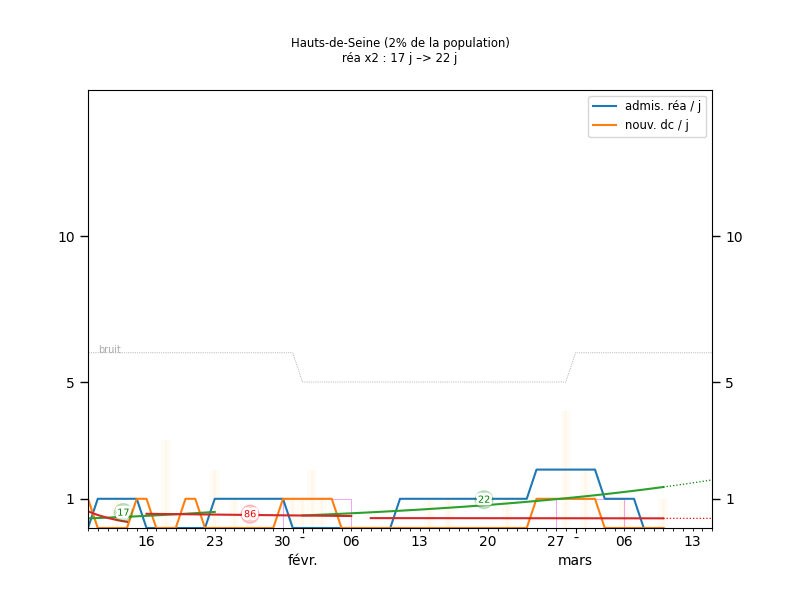 Hauts-de-Seine (2% de la population)
réa x2 : 17 j –> 22 j
admis. réa / j
nouv. dc / j
10
10
bruit
5
5
1
1
17
86
22
16
23
30
-
06
13
20
27
-
06
13
févr.
mars